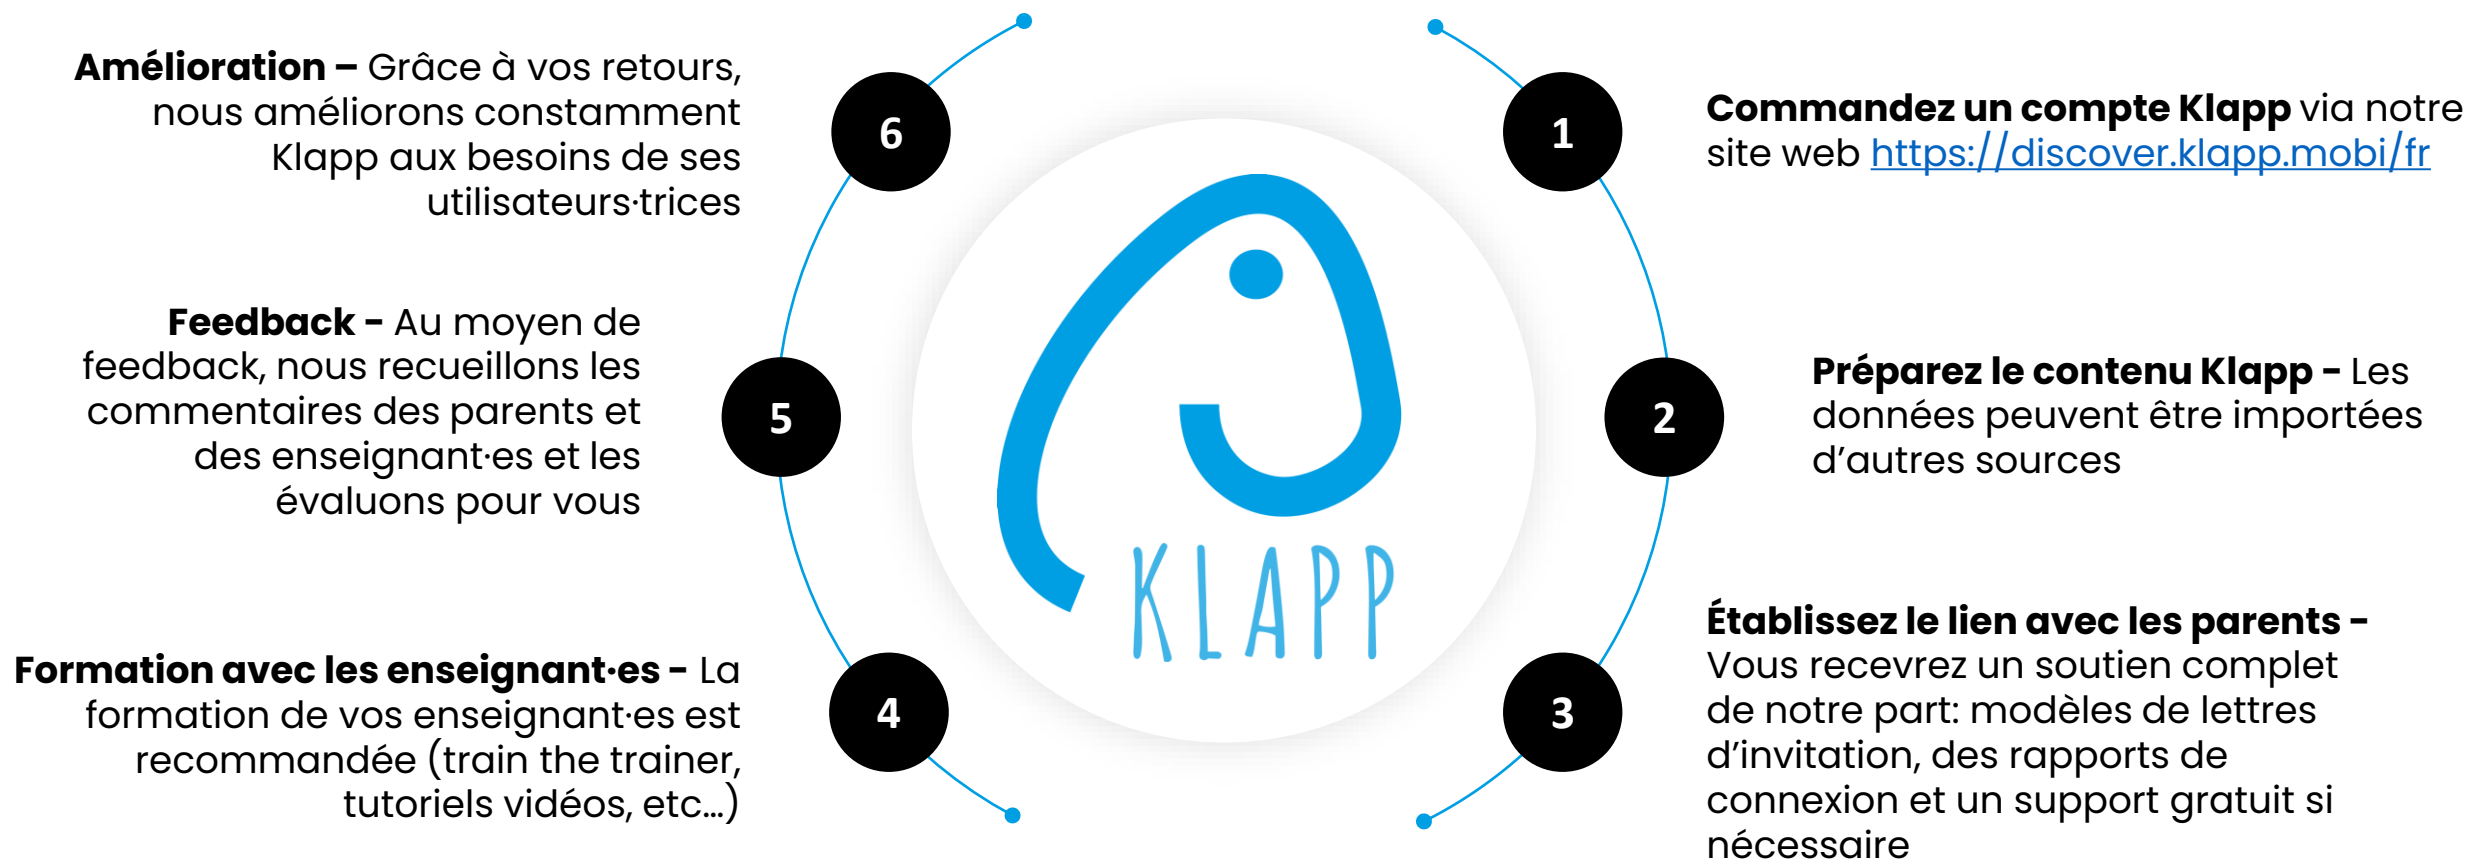 1
Commandez un compte Klapp via notre
site web https://discover.klapp.mobi/fr
2
Préparez le contenu Klapp - Les
données peuvent être importées
d’autres sources
3
Établissez le lien avec les parents -
Vous recevrez un soutien complet
de notre part: modèles de lettres
d’invitation, des rapports de
connexion et un support gratuit si
nécessaire
4
Formation avec les enseignant·es - La
formation de vos enseignant·es est
recommandée (train the trainer,
tutoriels vidéos, etc…)
5
Feedback - Au moyen de
feedback, nous recueillons les
commentaires des parents et
des enseignant·es et les
évaluons pour vous
6
Amélioration – Grâce à vos retours,
nous améliorons constamment
Klapp aux besoins de ses
utilisateurs·trices
KLAPP